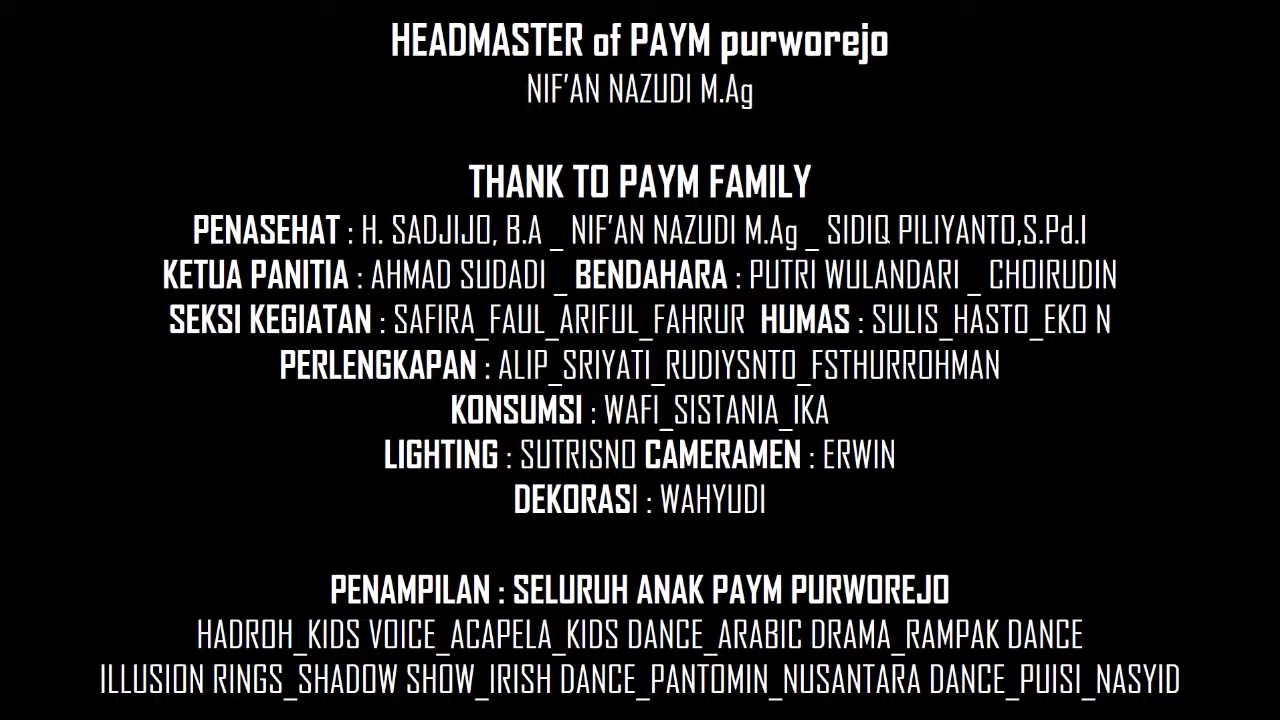 HEADMASTER of PAYM purworejo
NIF’AN NAZUDI M.Ag
THANK TO PAYM FAMILY
PENASEHAT : H. SADJIJO, B.A _ NIF’AN NAZUDI M.Ag _ SIDIQ PILIYANTO,S.Pd.I
KETUA PANITIA : AHMAD SUDADI _ BENDAHARA : PUTRI WULANDARI _ CHOIRUDIN
SEKSI KEGIATAN : SAFIRA_FAUL_ARIFUL_FAHRUR HUMAS : SULIS_HASTO_EKO N
PERLENGKAPAN : ALIP_SRIYATI_RUDIYSNTO_FSTHURROHMAN
KONSUMSI : WAFI_SISTANIA_IKA
LIGHTING : SUTRISNO CAMERAMEN : ERWIN
DEKORASI : WAHYUDI
PENAMPILAN : SELURUH ANAK PAYM PURWOREJO
HADROH_KIDS VOICE_ACAPELA_KIDS DANCE_ARABIC DRAMA_RAMPAK DANCE
ILLUSION RINGS_SHADOW SHOW_IRISH DANCE_PANTOMIN_NUSANTARA DANCE_PUISI_NASYID